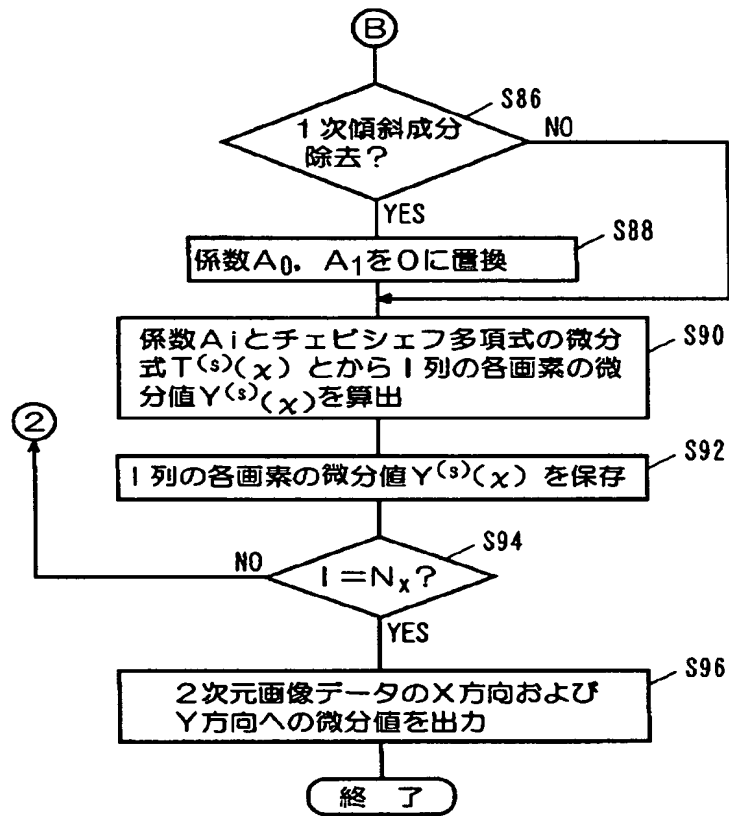 B
S86
1次傾斜成分
除去?
NO
YES
S88
係数A0, A1を0に置換
係数Aiとチェビシェフ多項式の微分
式T(s)(χ)とからI列の各画素の微
分値Y(s)(χ)を算出
S90
2
I列の各画素の微分値Y(s)(χ)を保存
S92
S94
NO
I=Nx?
YES
S96
2次元画像データのX方向および
Y方向への微分値を出力
終 了